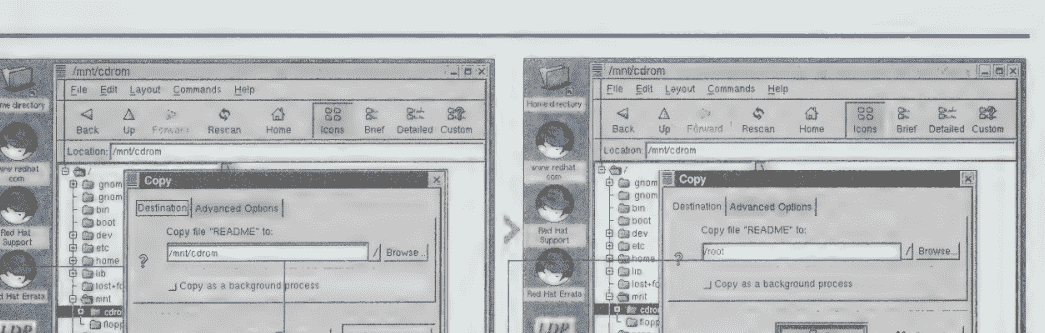 /mnt/cdrom
File Edit Layout Commands Help
Back Up Forward Rescan Home Icons Brief Detailed Custom
Location: /mnt/cdrom
me directory
www redhat
com
Red Hat
Support
d Hat Errata
LDP
/
gnom
gnom
bin
boot
dev
etc
home
lib
lost+fo
mnt
cdro
flopp
Copy
Destination Advanced Options
Copy file "README" to:
/mnt/cdrom / Browse...
?
Copy as a background process
/mnt/cdrom
File Edit Layout Commands Help
Back Up Forward Rescan Home Icons Brief Detailed Custom
Location: /mnt/cdrom
Home directory
www redhat
com
Red Hat
Support
Red Hat Errata
LDP
/
gnom
gnom
bin
boot
dev
etc
home
lib
lost+fo
mnt
cdro
flopp
Copy
Destination Advanced Options
Copy file "README" to:
/root / Browse...
?
Copy as a background process